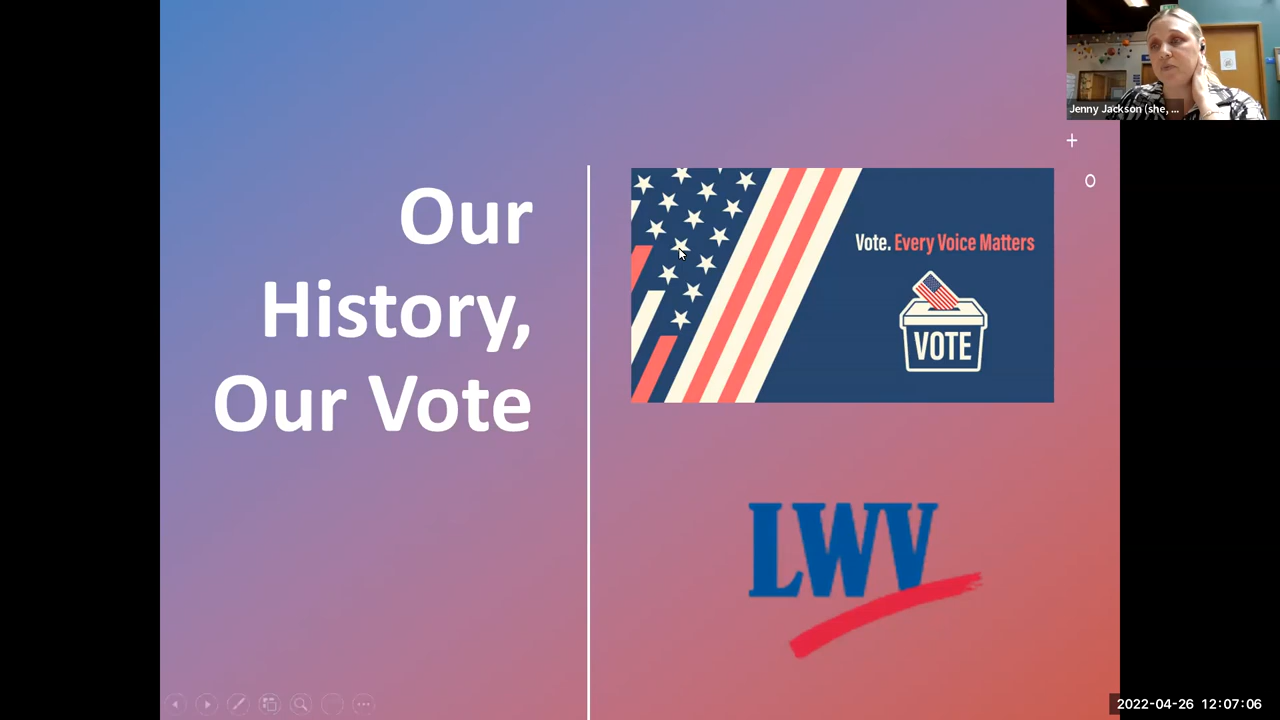 Our
History,
Our Vote
Vote. Every Voice Matters
VOTE
LWV
Jenny Jackson (she, ...
2022-04-26 12:07:06